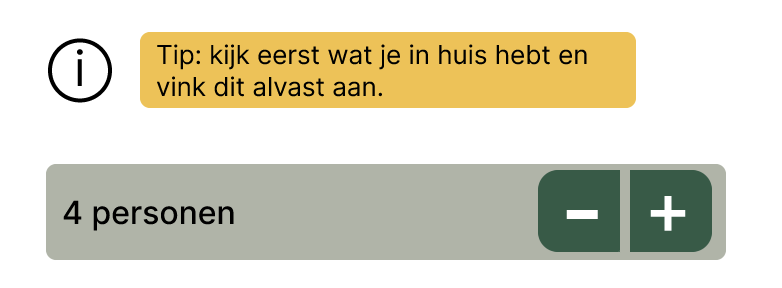 i
Tip: kijk eerst wat je in huis hebt en
vink dit alvast aan.
4 personen
− +